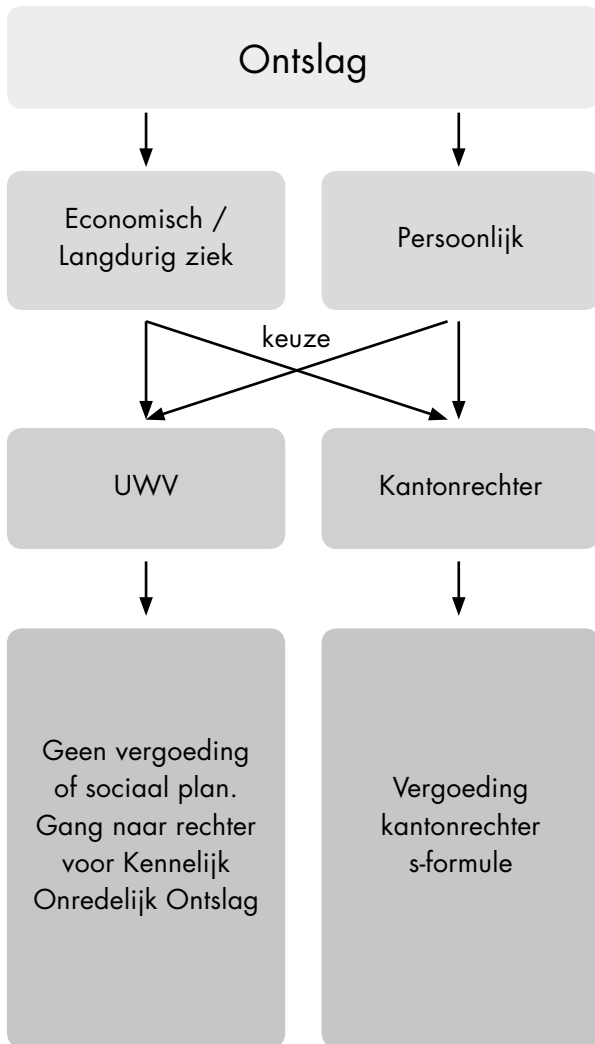 Ontslag
Economisch /
Langdurig ziek
Persoonlijk
keuze
UWV
Kantonrechter
Geen vergoeding
of sociaal plan.
Gang naar rechter
voor Kennelijk
Onredelijk Ontslag
Vergoeding
kantonrechter
s-formule